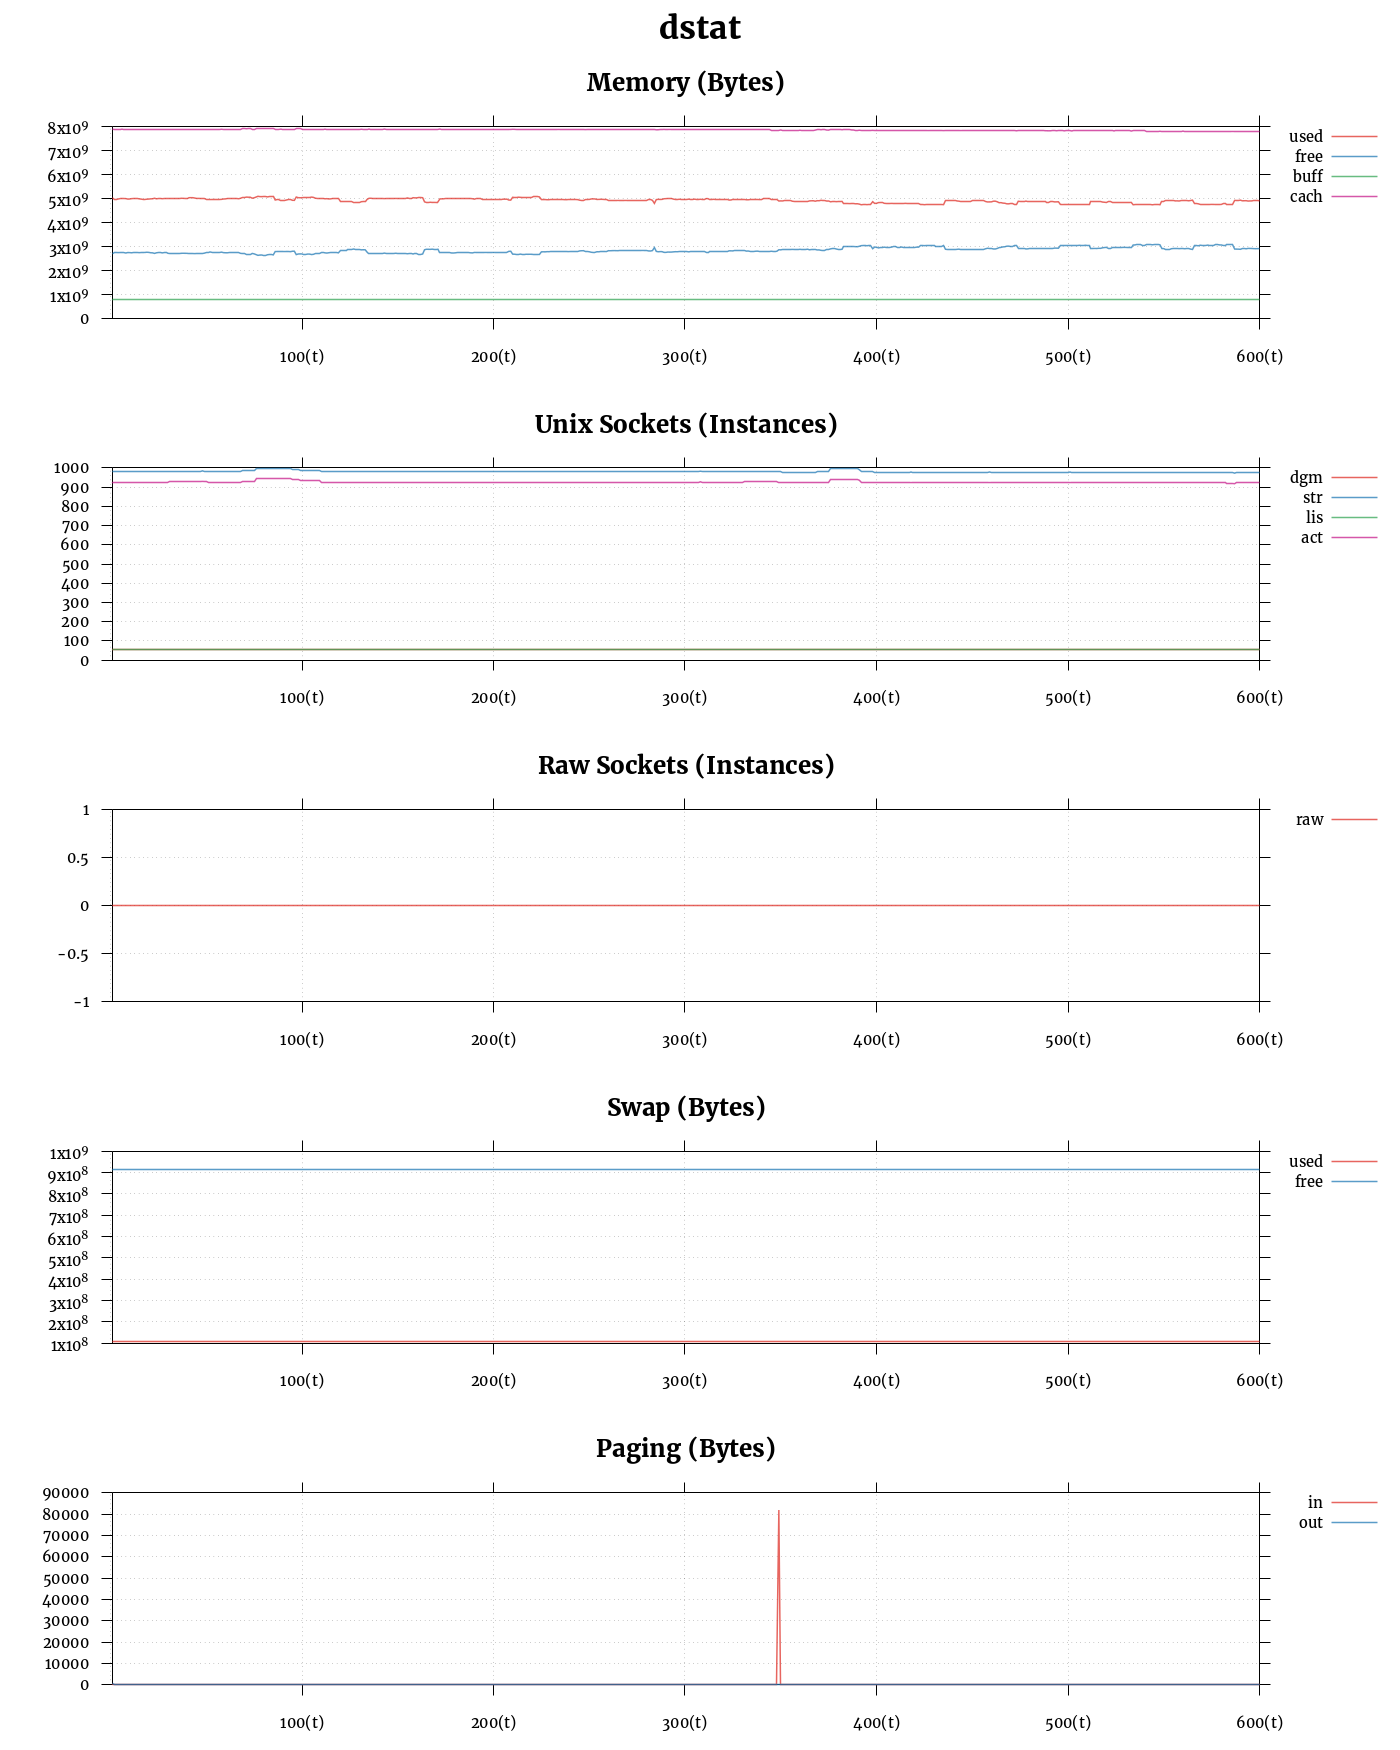 dstat
Memory (Bytes)
8x10⁹
7x10⁹
6x10⁹
5x10⁹
4x10⁹
3x10⁹
2x10⁹
1x10⁹
0
100(t) 200(t) 300(t) 400(t) 500(t) 600(t)
used
free
buff
cach
Unix Sockets (Instances)
1000
900
800
700
600
500
400
300
200
100
0
100(t) 200(t) 300(t) 400(t) 500(t) 600(t)
dgm
str
lis
act
Raw Sockets (Instances)
1
0.5
0
-0.5
-1
100(t) 200(t) 300(t) 400(t) 500(t) 600(t)
raw
Swap (Bytes)
1x10⁹
9x10⁸
8x10⁸
7x10⁸
6x10⁸
5x10⁸
4x10⁸
3x10⁸
2x10⁸
1x10⁸
100(t) 200(t) 300(t) 400(t) 500(t) 600(t)
used
free
Paging (Bytes)
90000
80000
70000
60000
50000
40000
30000
20000
10000
0
100(t) 200(t) 300(t) 400(t) 500(t) 600(t)
in
out